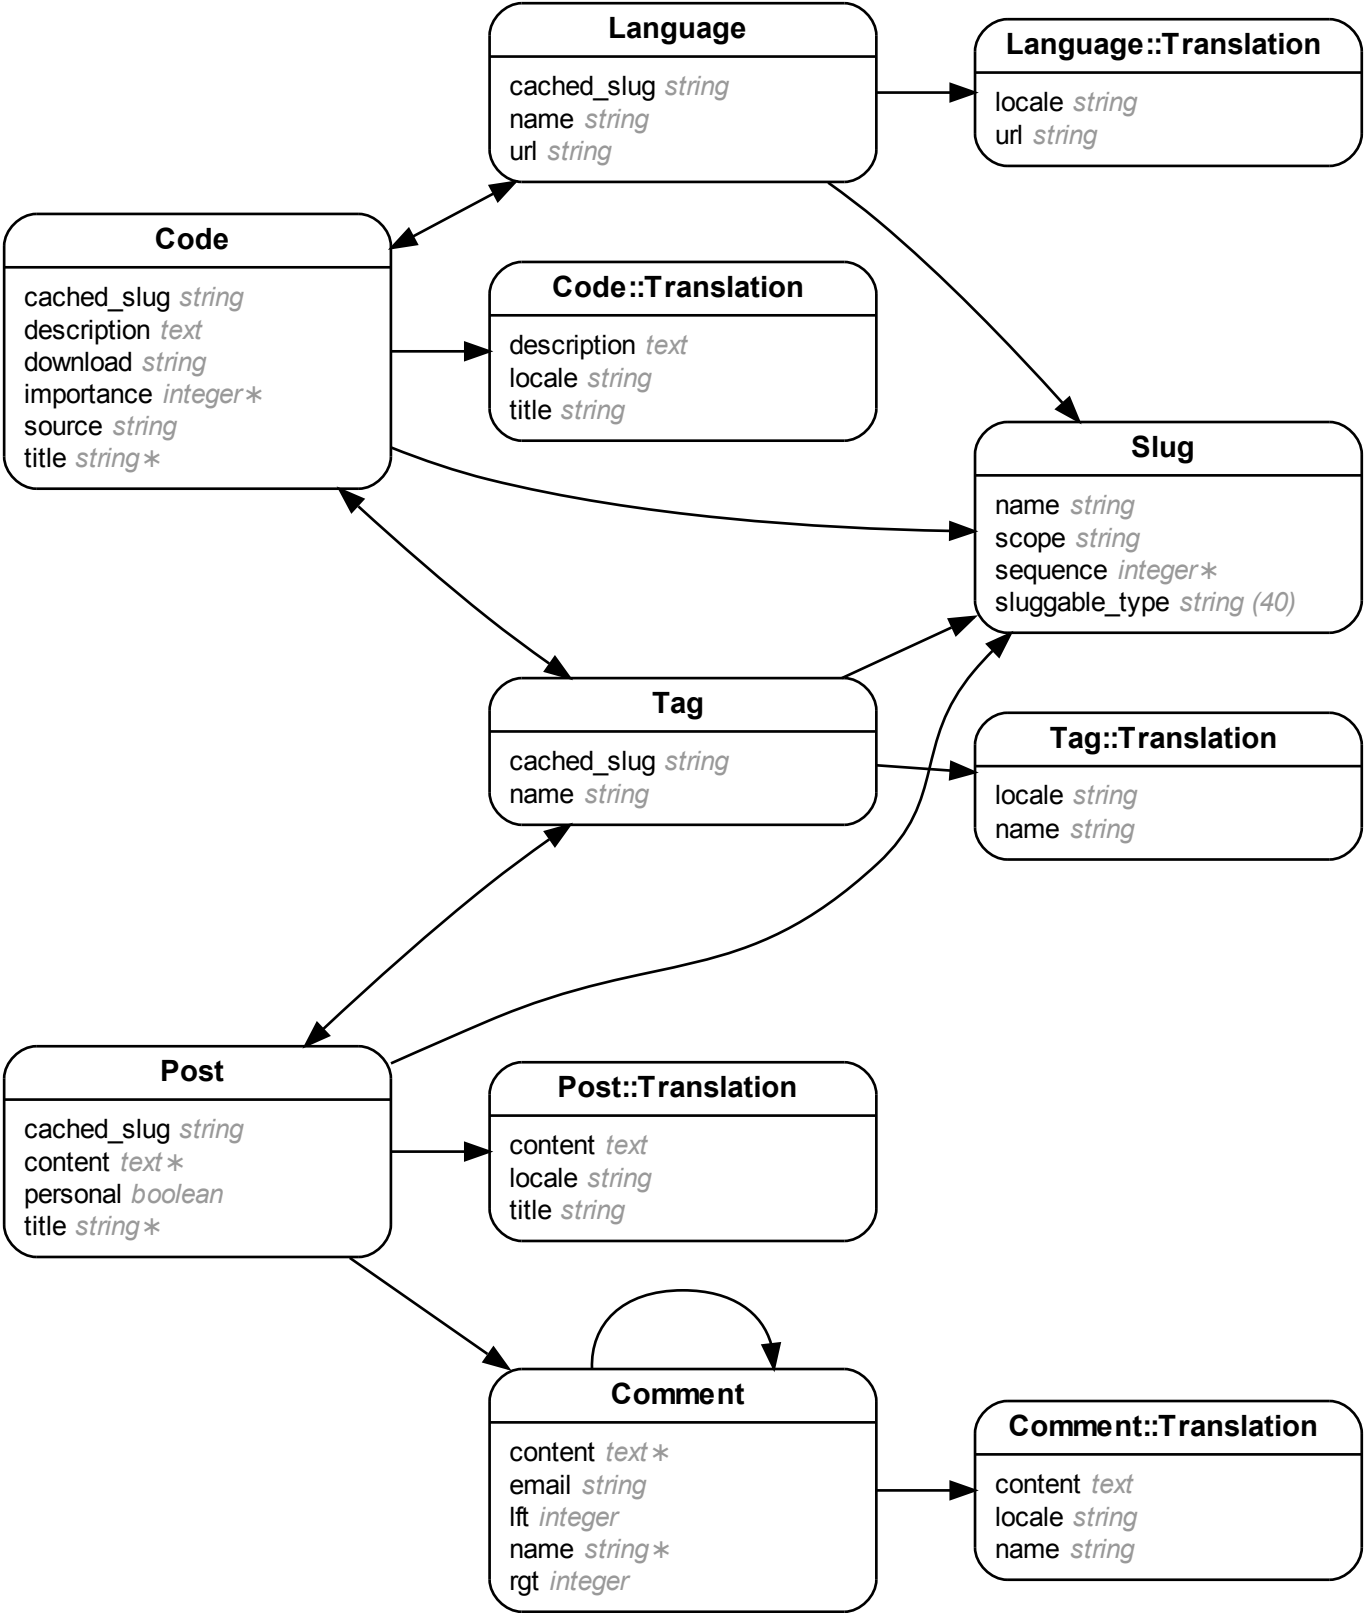 Language
cached_slug string
name string
url string
Language::Translation
locale string
url string
Code
cached_slug string
description text
download string
importance integer∗
source string
title string∗
Code::Translation
description text
locale string
title string
Slug
name string
scope string
sequence integer∗
sluggable_type string (40)
Tag
cached_slug string
name string
Tag::Translation
locale string
name string
Post
cached_slug string
content text∗
personal boolean
title string∗
Post::Translation
content text
locale string
title string
Comment
content text∗
email string
lft integer
name string∗
rgt integer
Comment::Translation
content text
locale string
name string